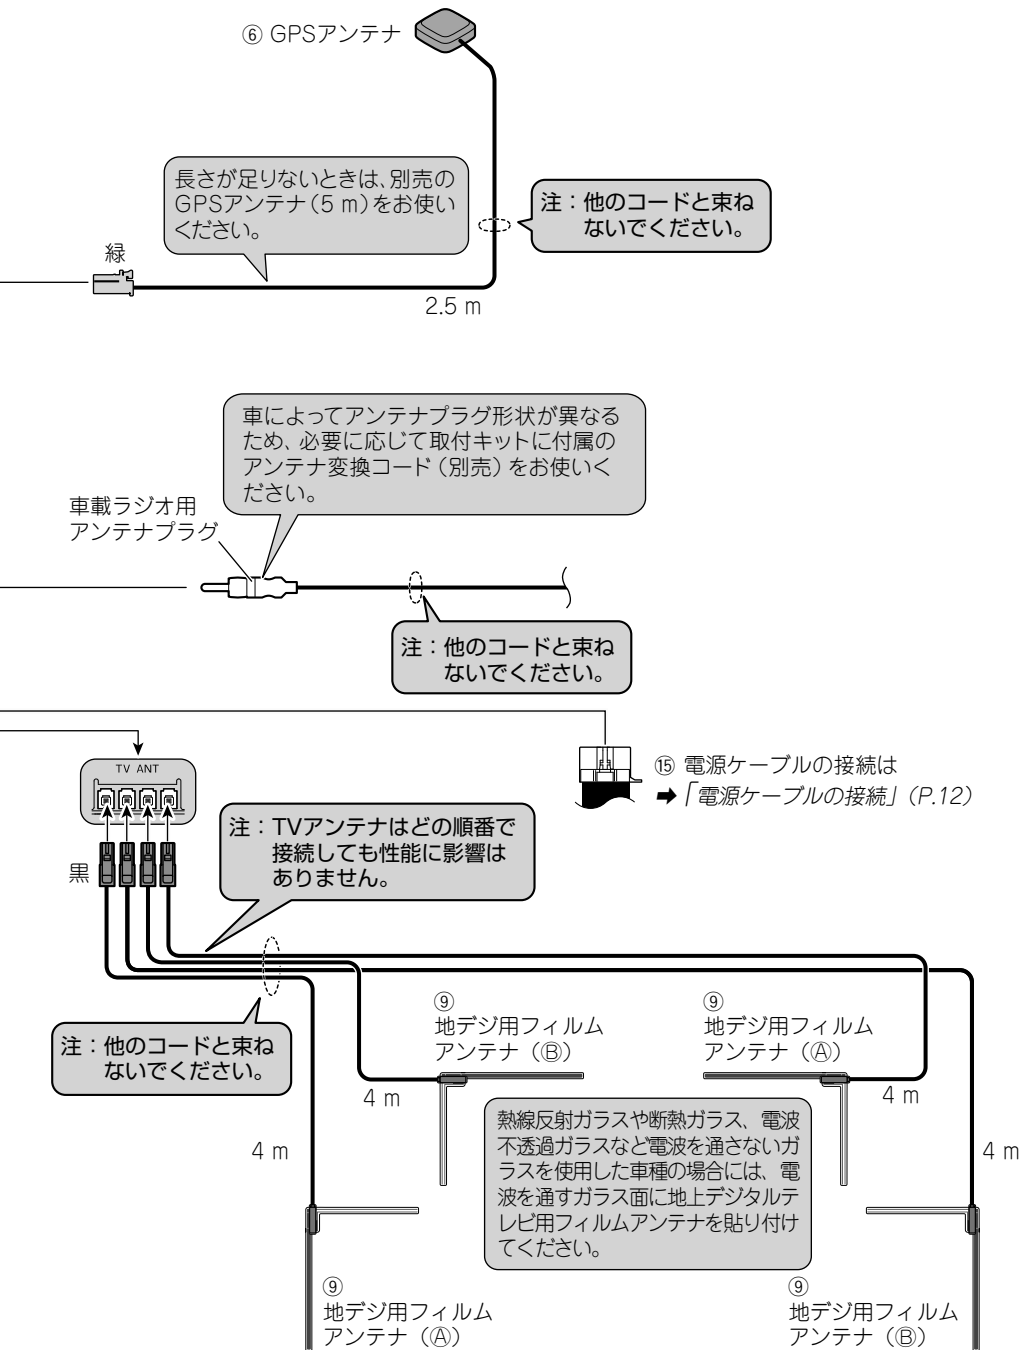 ⑥ GPSアンテナ
長さが足りないときは、別売の
GPSアンテナ（5 m）をお使い
ください。
注：他のコードと束ね
ないでください。
緑
2.5 m
車によってアンテナプラグ形状が異なる
ため、必要に応じて取付キットに付属の
アンテナ変換コード（別売）をお使いく
ださい。
車載ラジオ用
アンテナプラグ
注：他のコードと束ね
ないでください。
TV ANT
⑮ 電源ケーブルの接続は
➡「電源ケーブルの接続」（P.12）
注：TVアンテナはどの順番で
接続しても性能に影響は
ありません。
黒
注：他のコードと束ね
ないでください。
⑨
地デジ用フィルム
アンテナ（Ⓑ）
⑨
地デジ用フィルム
アンテナ（Ⓐ）
4 m
4 m
熱線反射ガラスや断熱ガラス、電波
不透過ガラスなど電波を通さないガ
ラスを使用した車種の場合には、電
波を通すガラス面に地上デジタルテ
レビ用フィルムアンテナを貼り付け
てください。
4 m
4 m
⑨
地デジ用フィルム
アンテナ（Ⓐ）
⑨
地デジ用フィルム
アンテナ（Ⓑ）